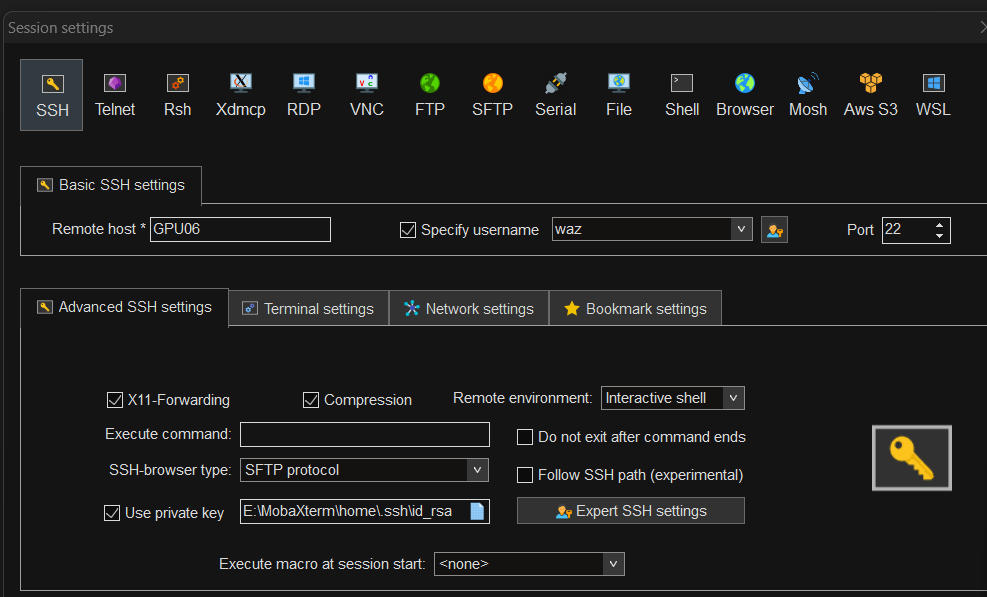 Session settings
SSH Telnet Rsh Xdmcp RDP VNC FTP SFTP Serial File Shell Browser Mosh Aws S3 WSL
Basic SSH settings
Remote host * GPU06 Specify username waz Port 22
Advanced SSH settings Terminal settings Network settings Bookmark settings
X11-Forwarding Compression Remote environment: Interactive shell
Execute command: Do not exit after command ends
SSH-browser type: SFTP protocol Follow SSH path (experimental)
Use private key E:\MobaXterm\home\.ssh\id_rsa Expert SSH settings
Execute macro at session start: <none>